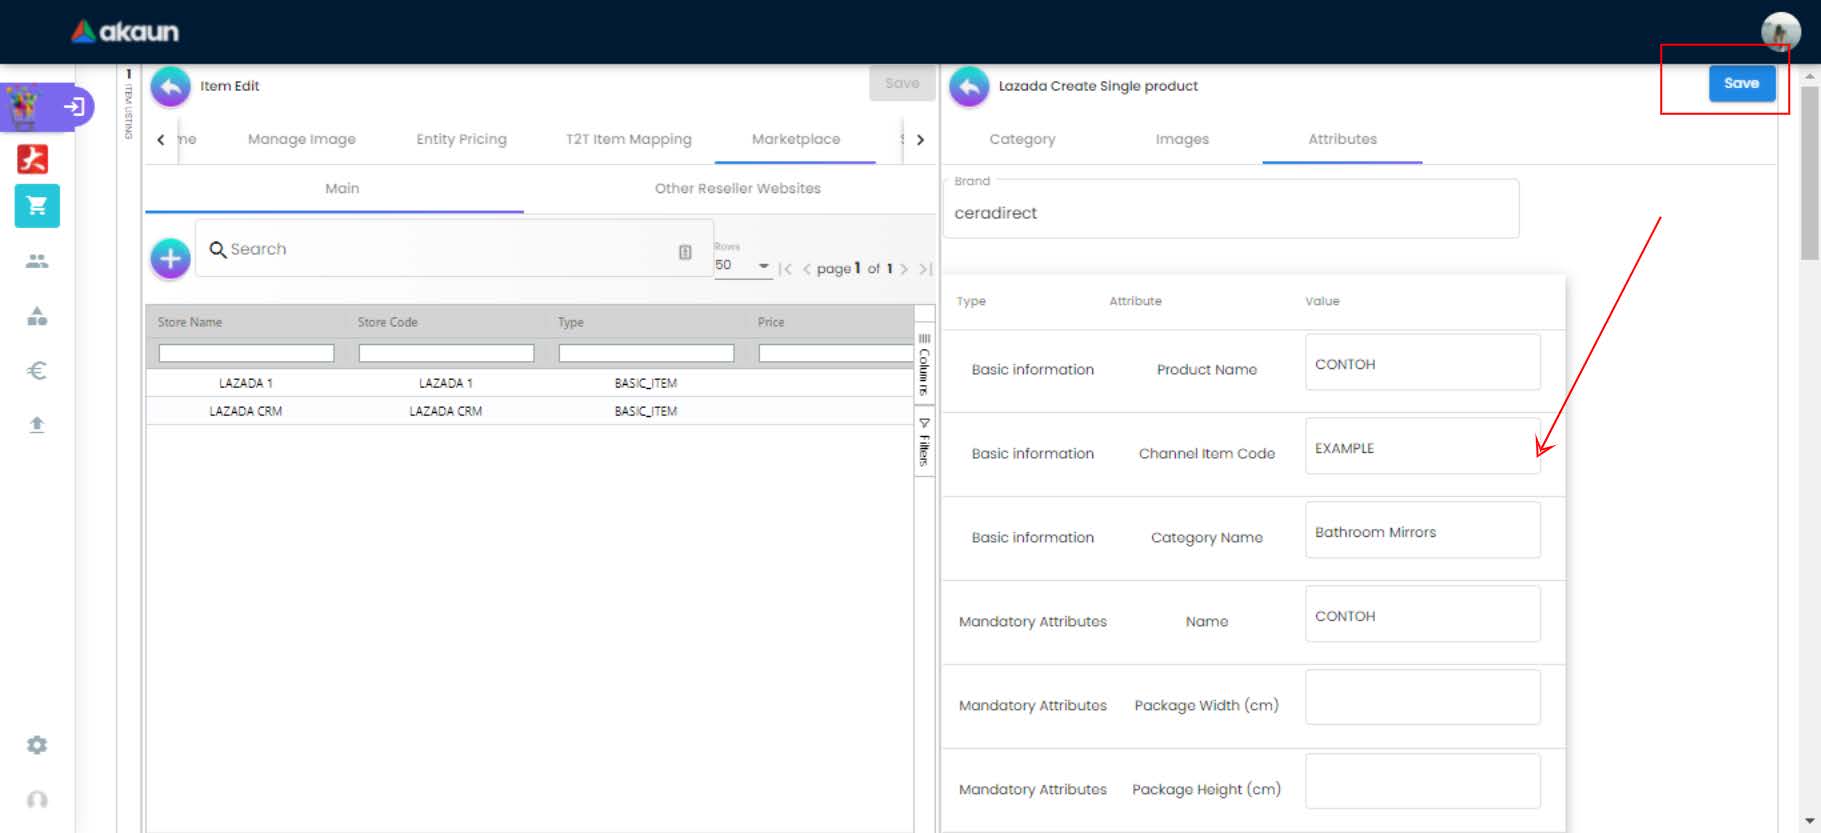 akaun
1
ITEM LISTING
Item Edit
Save
me
Manage Image
Entity Pricing
T2T Item Mapping
Marketplace
Main
Other Reseller Websites
Search
Rows
50
page 1 of 1
Store Name
Store Code
Type
Price
LAZADA 1
LAZADA 1
BASIC_ITEM
LAZADA CRM
LAZADA CRM
BASIC_ITEM
Columns
Filters
Lazada Create Single product
Save
Category
Images
Attributes
Brand
ceradirect
Type
Attribute
Value
Basic information
Product Name
CONTOH
Basic information
Channel Item Code
EXAMPLE
Basic information
Category Name
Bathroom Mirrors
Mandatory Attributes
Name
CONTOH
Mandatory Attributes
Package Width (cm)
Mandatory Attributes
Package Height (cm)